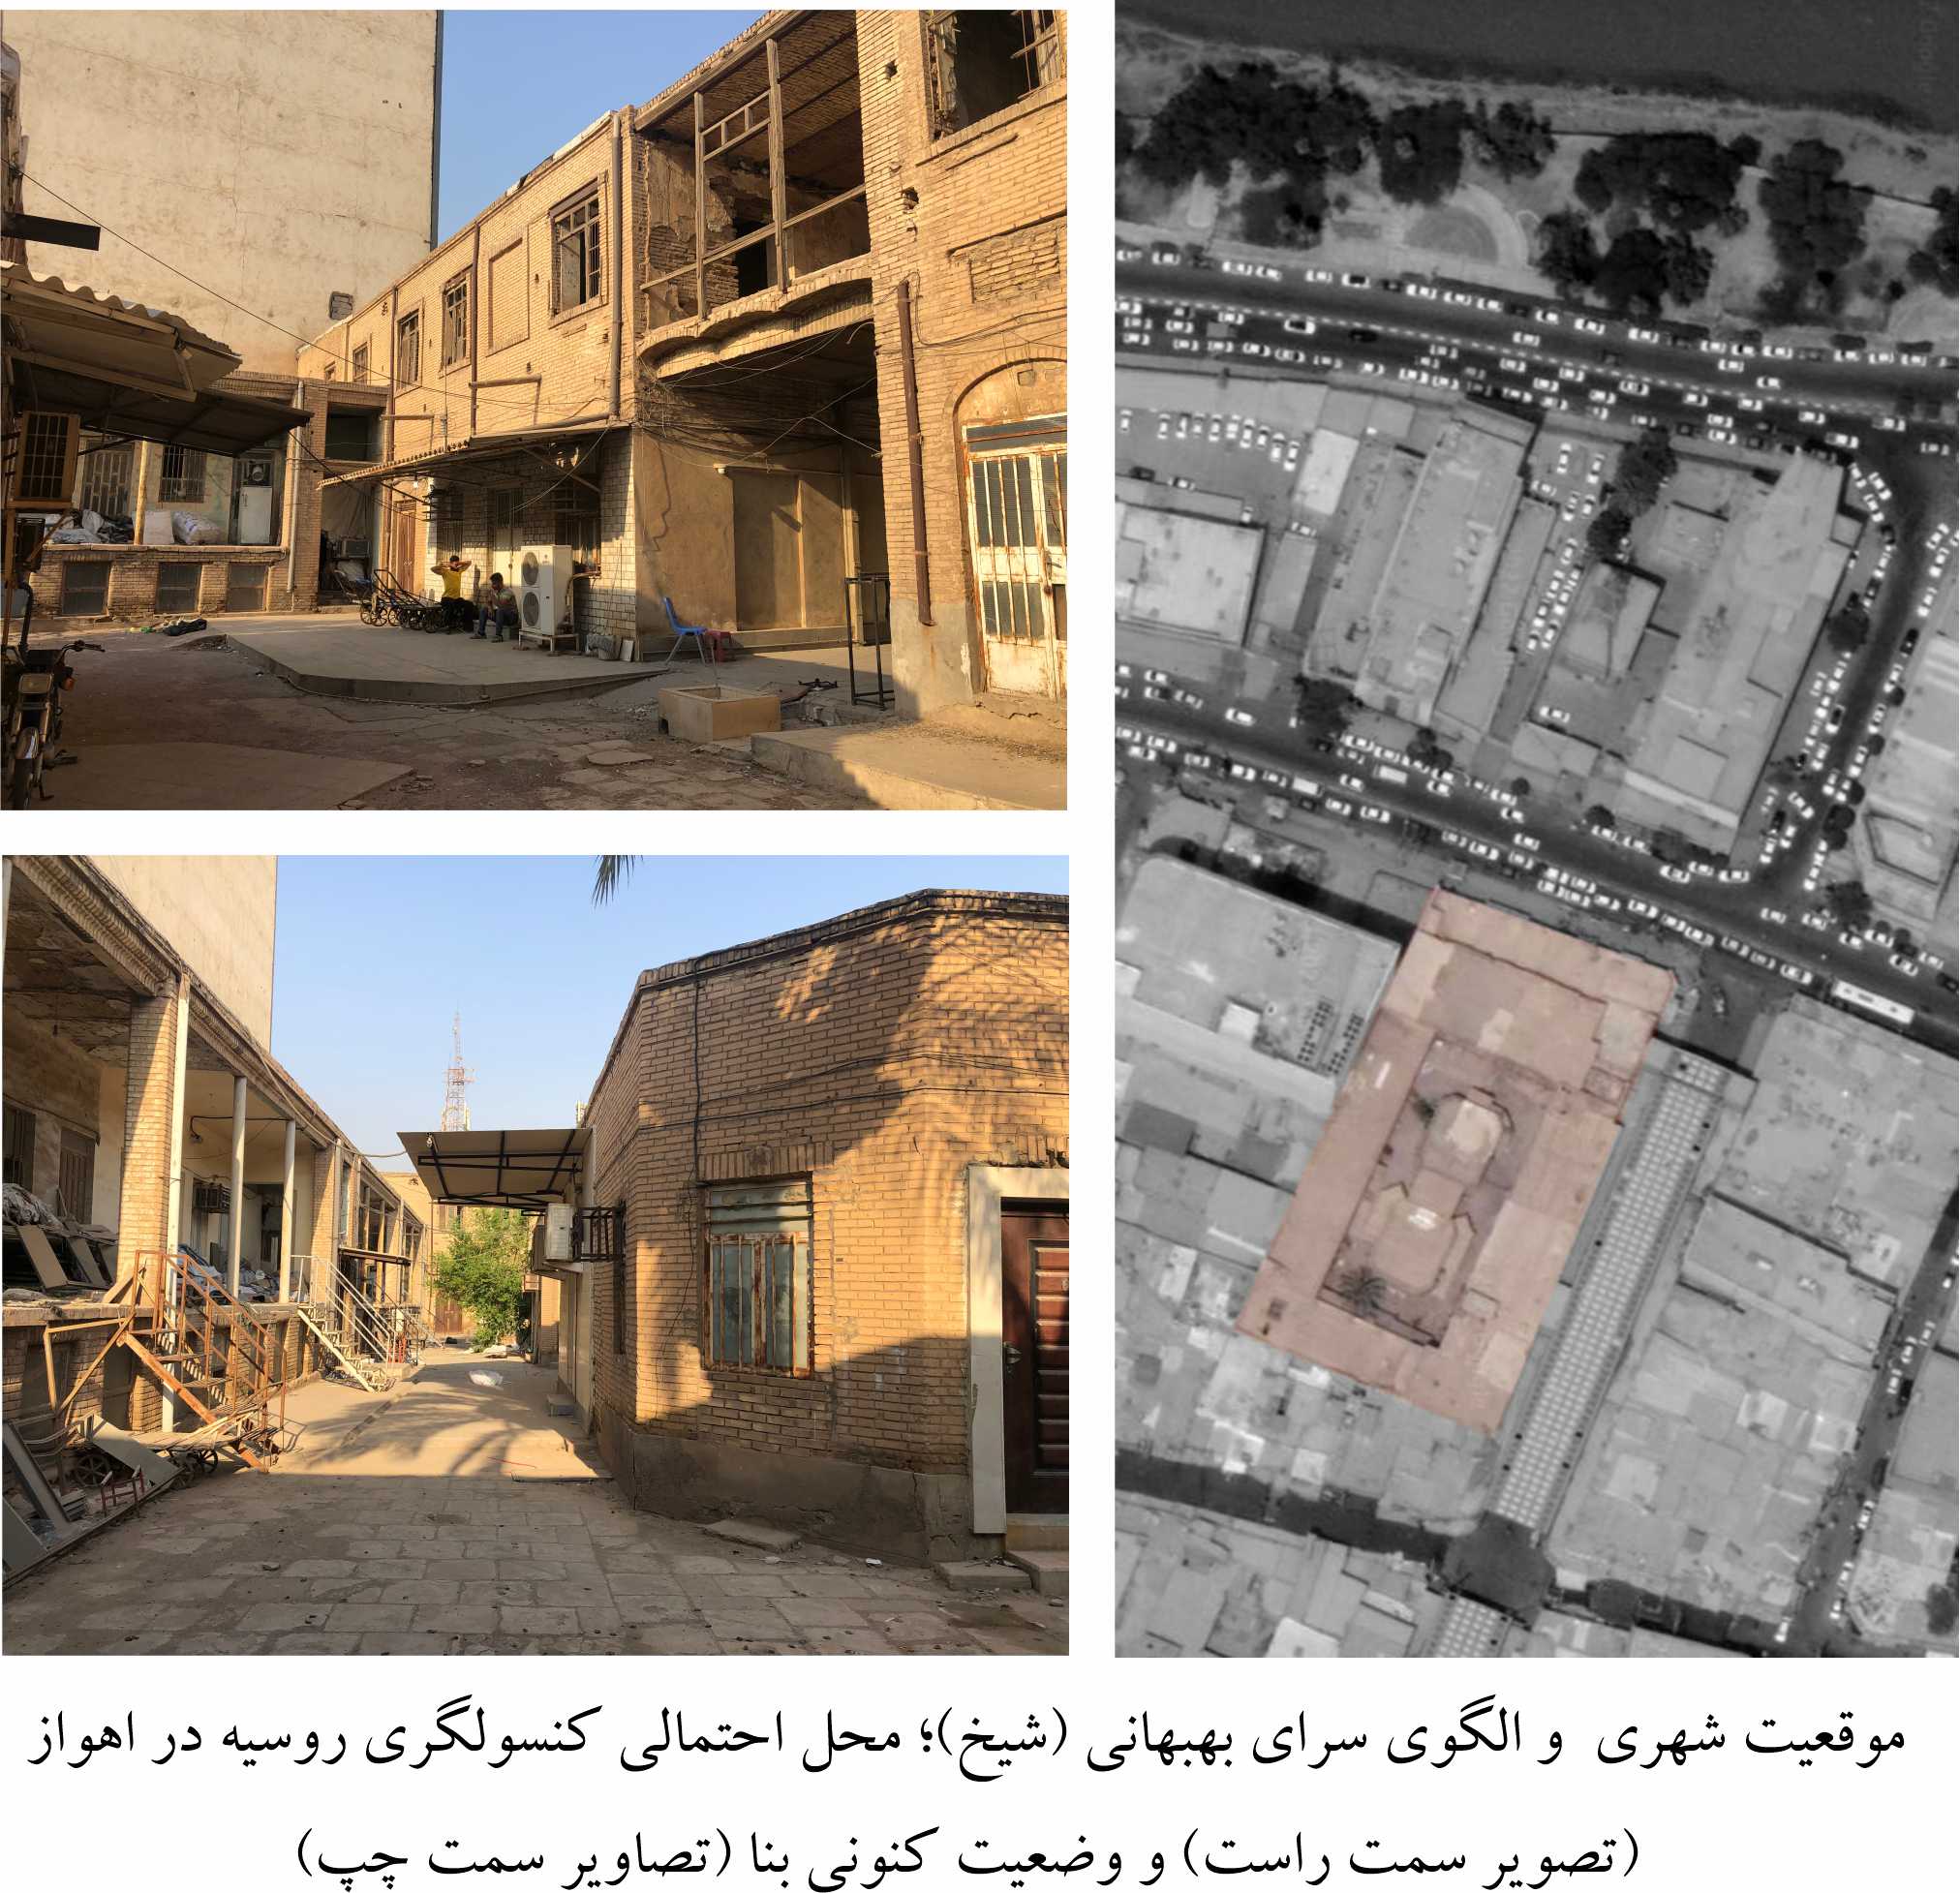 موقعیت شهری و الگوی سرای بهبهانی (شیخ)؛ محل احتمالی کنسولگری روسیه در اهواز
(تصویر سمت راست) و وضعیت کنونی بنا (تصاویر سمت چپ)